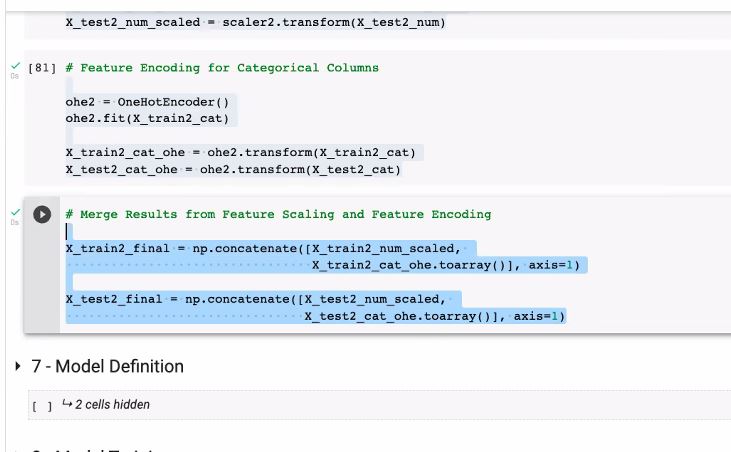 X_test2_num_scaled = scaler2.transform(X_test2_num)
[81] # Feature Encoding for Categorical Columns
0s
ohe2 = OneHotEncoder()
ohe2.fit(X_train2_cat)
X_train2_cat_ohe = ohe2.transform(X_train2_cat)
X_test2_cat_ohe = ohe2.transform(X_test2_cat)
# Merge Results from Feature Scaling and Feature Encoding
0s
X_train2_final = np.concatenate([X_train2_num_scaled,
X_train2_cat_ohe.toarray()], axis=1)
X_test2_final = np.concatenate([X_test2_num_scaled,
X_test2_cat_ohe.toarray()], axis=1)
7 - Model Definition
[ ] ↳ 2 cells hidden